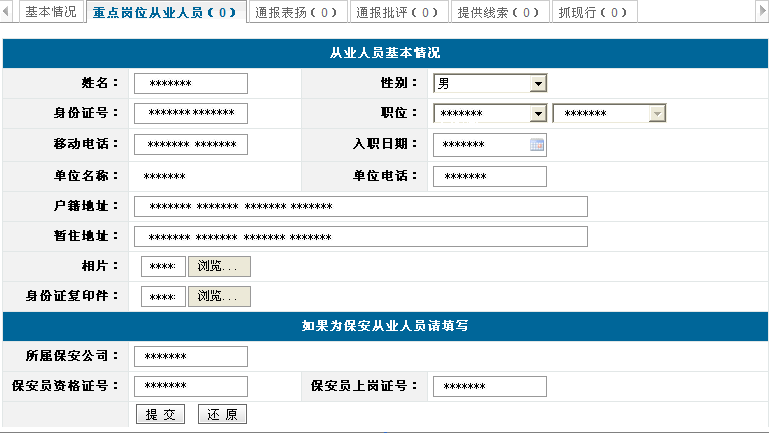 基本情况 重点岗位从业人员（0） 通报表扬（0） 通报批评（0） 提供线索（0） 抓现行（0）
从业人员基本情况
姓名： ******* 性别： 男
身份证号： ************** 职位： ******* *******
移动电话： ******* ******* 入职日期： *******
单位名称： ******* 单位电话： *******
户籍地址： ******* ******* ******* *******
暂住地址： ******* ******* ******* *******
相片： **** 浏览...
身份证复印件： **** 浏览...
如果为保安从业人员请填写
所属保安公司： *******
保安员资格证号： ******* 保安员上岗证号： *******
提 交 还 原